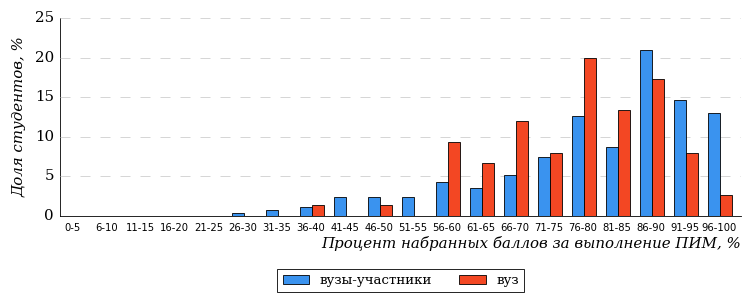 25
20
15
10
5
0
Доля студентов, %
0-5 6-10 11-15 16-20 21-25 26-30 31-35 36-40 41-45 46-50 51-55 56-60 61-65 66-70 71-75 76-80 81-85 86-90 91-95 96-100
Процент набранных баллов за выполнение ПИМ, %
вузы-участники вуз